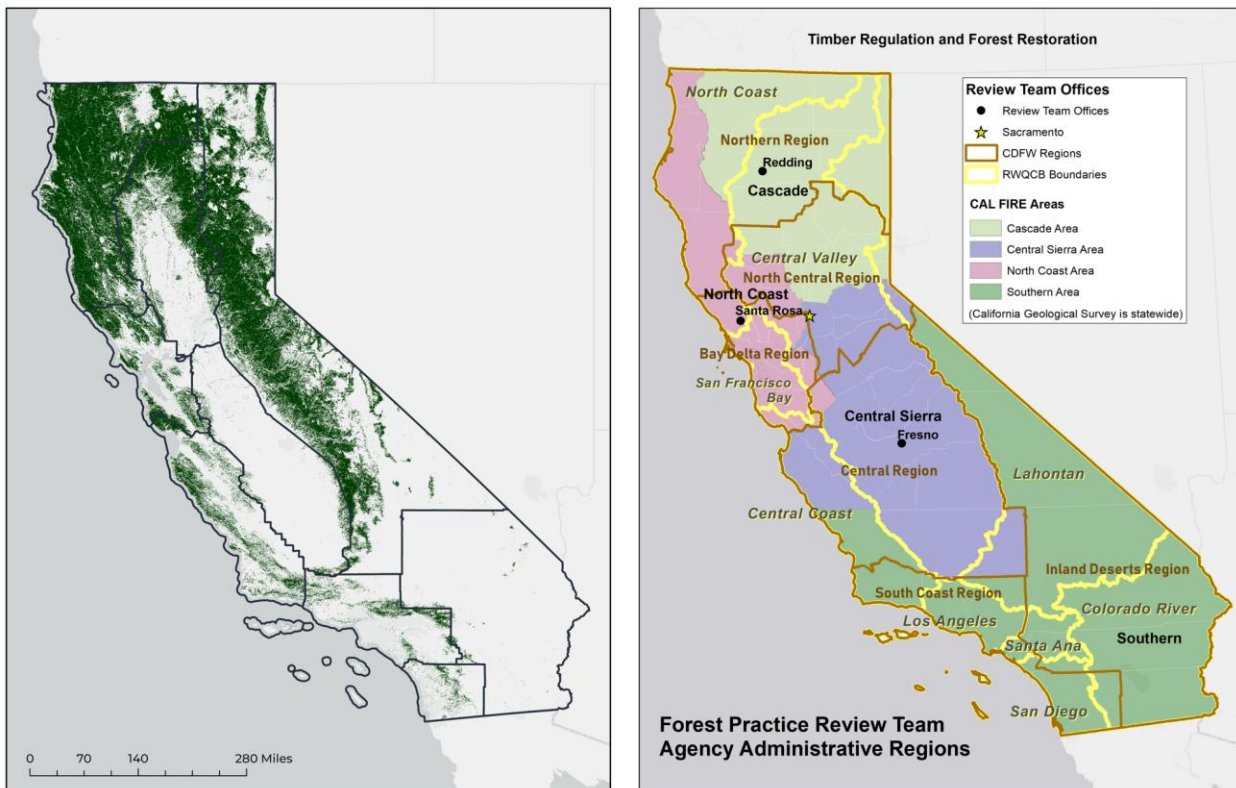 0 70 140 280 Miles
Timber Regulation and Forest Restoration
Review Team Offices
Review Team Offices
Sacramento
CDFW Regions
RWQCB Boundaries
CAL FIRE Areas
Cascade Area
Central Sierra Area
North Coast Area
Southern Area
(California Geological Survey is statewide)
North Coast
Northern Region
Redding
Cascade
Central Valley
North Central Region
North Coast
Santa Rosa
Bay Delta Region
San Francisco
Bay
Central Sierra
Fresno
Central Region
Lahontan
Central Coast
Inland Deserts Region
South Coast Region
Colorado River
Los Angeles
Southern
Santa Ana
San Diego
Forest Practice Review Team
Agency Administrative Regions